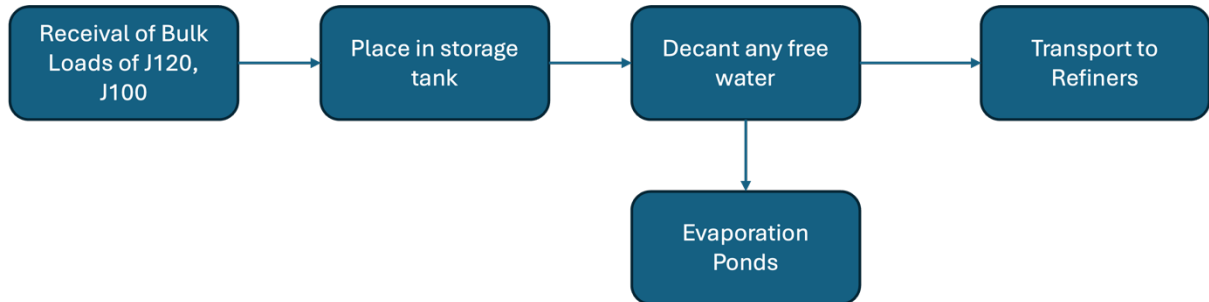 Receival of Bulk
Loads of J120,
J100
Place in storage
tank
Decant any free
water
Transport to
Refiners
Evaporation
Ponds